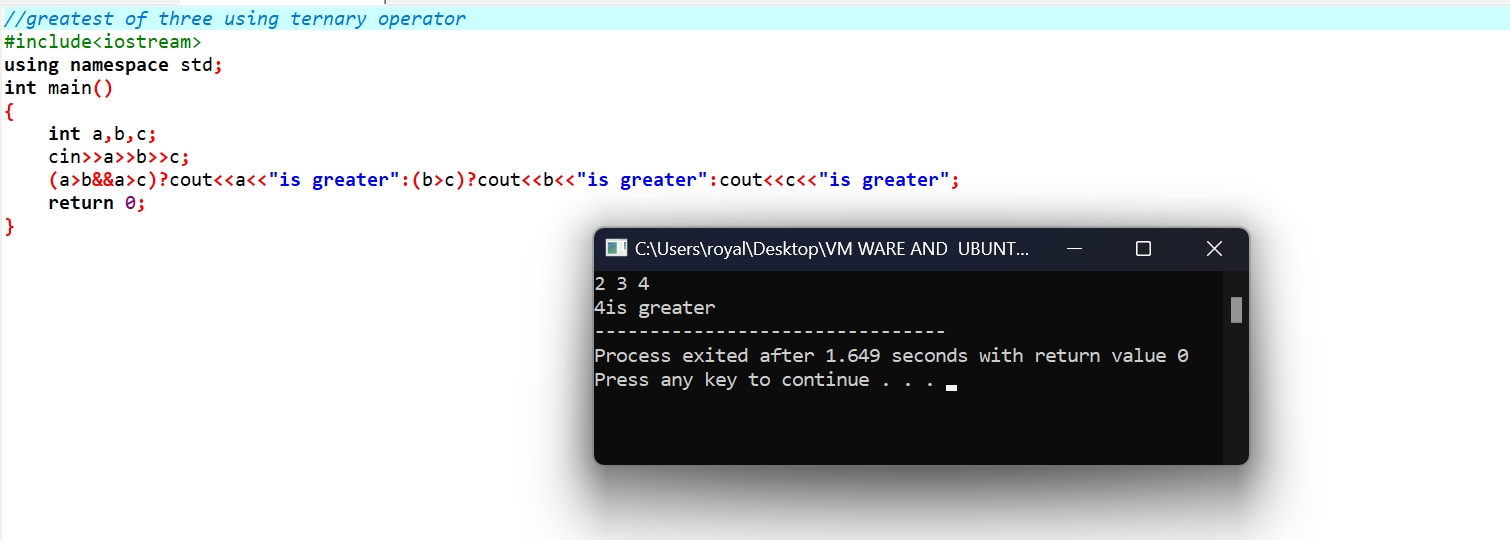 //greatest of three using ternary operator
#include<iostream>
using namespace std;
int main()
{
    int a,b,c;
    cin>>a>>b>>c;
    (a>b&&a>c)?cout<<a<<"is greater":(b>c)?cout<<b<<"is greater":cout<<c<<"is greater";
    return 0;
}
C:\Users\royal\Desktop\VM WARE AND  UBUNT...
2 3 4
4is greater
--------------------------------
Process exited after 1.649 seconds with return value 0
Press any key to continue . . .